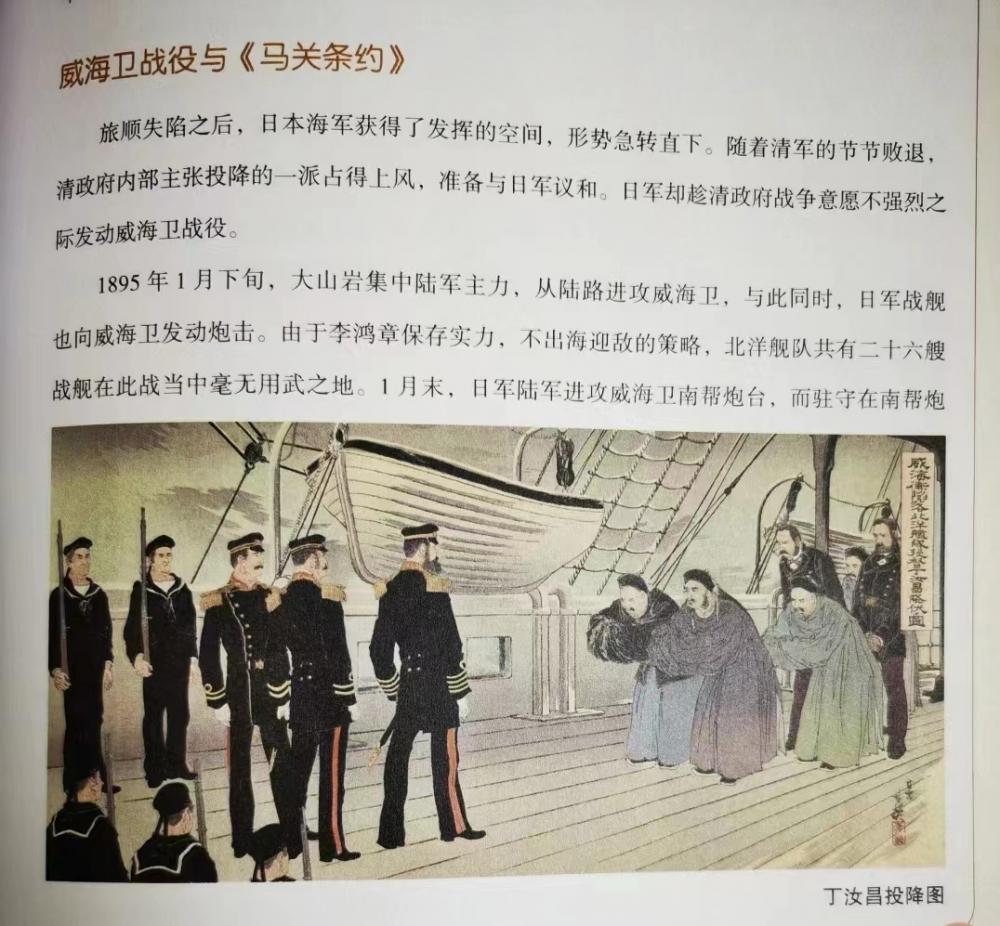 威海卫战役与《马关条约》
旅顺失陷之后，日本海军获得了发挥的空间，形势急转直下。随着清军的节节败退，
清政府内部主张投降的一派占得上风，准备与日军议和。日军却趁清政府战争意愿不强烈之
际发动威海卫战役。
1895 年 1 月下旬，大山岩集中陆军主力，从陆路进攻威海卫，与此同时，日军战舰
也向威海卫发动炮击。由于李鸿章保存实力，不出海迎敌的策略，北洋舰队共有二十六艘
战舰在此战当中毫无用武之地。1 月末，日军陆军进攻威海卫南帮炮台，而驻守在南帮炮
威海衛陥落北洋艦隊提督丁汝昌降伏圖
丁汝昌投降图